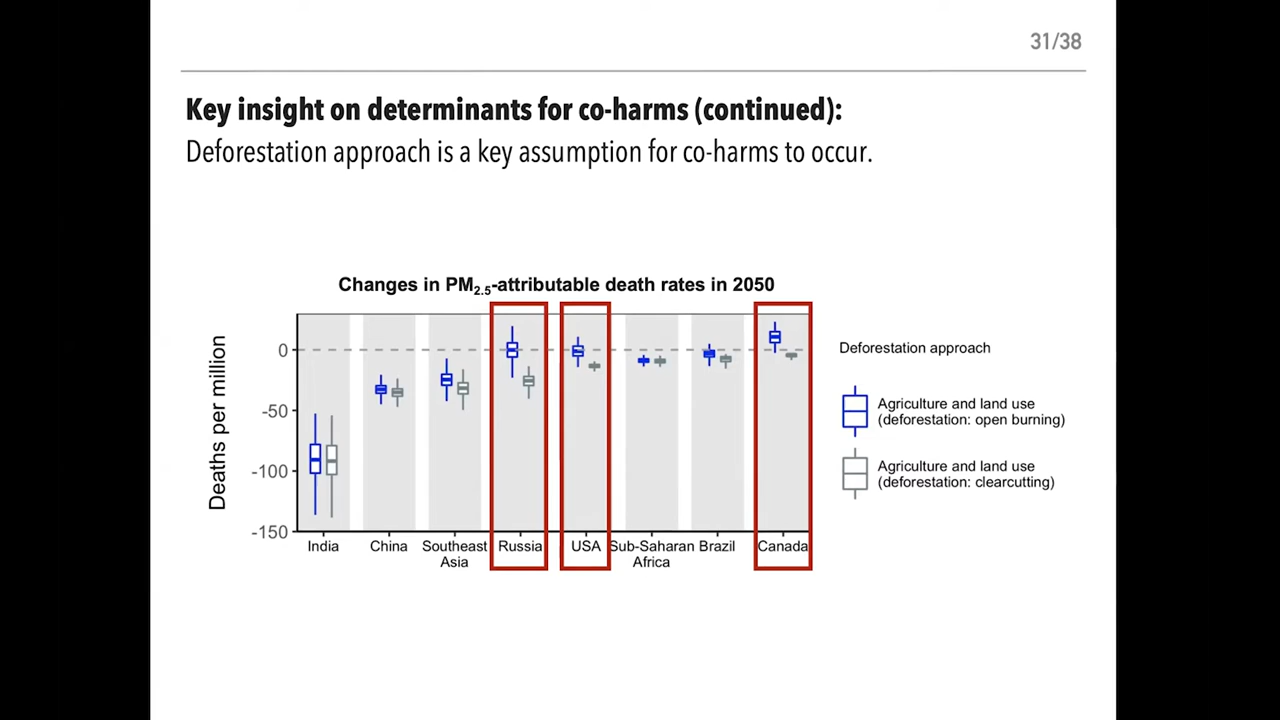 31/38
Key insight on determinants for co-harms (continued):
Deforestation approach is a key assumption for co-harms to occur.
Changes in PM2.5-attributable death rates in 2050
Deaths per million
0
-50
-100
-150
India
China
Southeast
Asia
Russia
USA
Sub-Saharan
Africa
Brazil
Canada
Deforestation approach
Agriculture and land use
(deforestation: open burning)
Agriculture and land use
(deforestation: clearcutting)